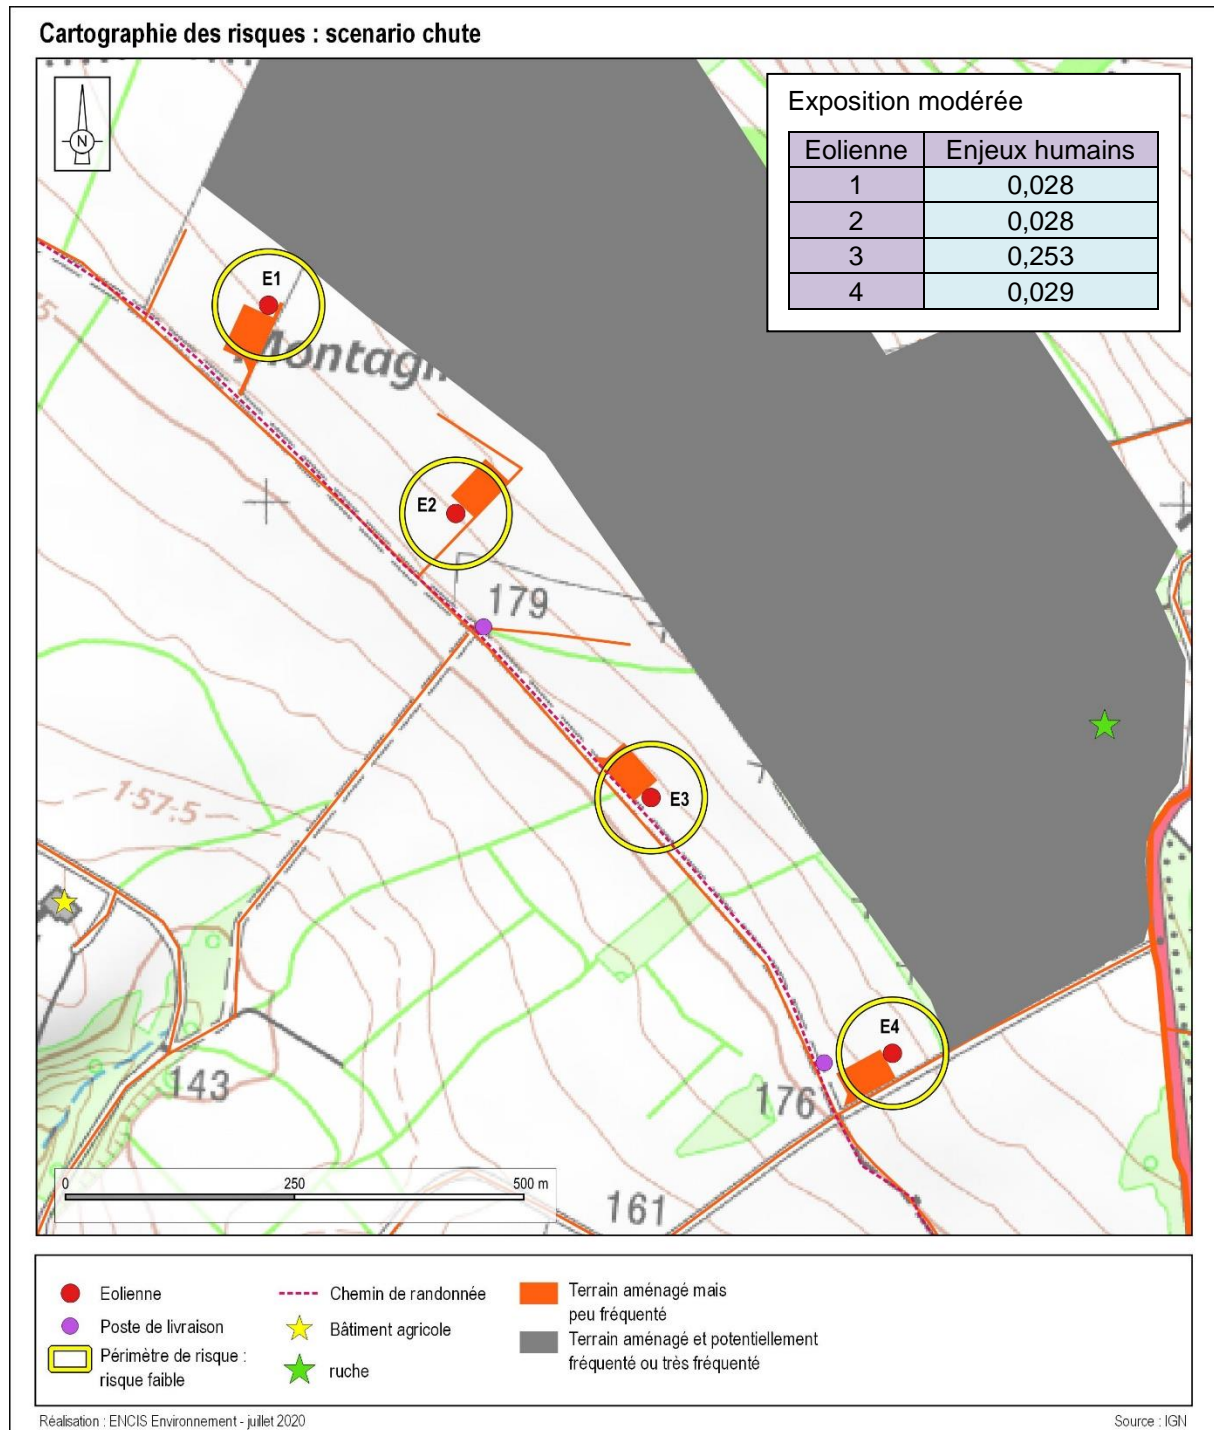 Cartographie des risques : scenario chute
N
Exposition modérée
Eolienne Enjeux humains
1 0,028
2 0,028
3 0,253
4 0,029
E1
Montagn
E2
179
E3
157.5
E4
143
176
161
0 250 500 m
Eolienne
Poste de livraison
Périmètre de risque :
risque faible
Chemin de randonnée
Bâtiment agricole
ruche
Terrain aménagé mais
peu fréquenté
Terrain aménagé et potentiellement
fréquenté ou très fréquenté
Réalisation : ENCIS Environnement - juillet 2020
Source : IGN